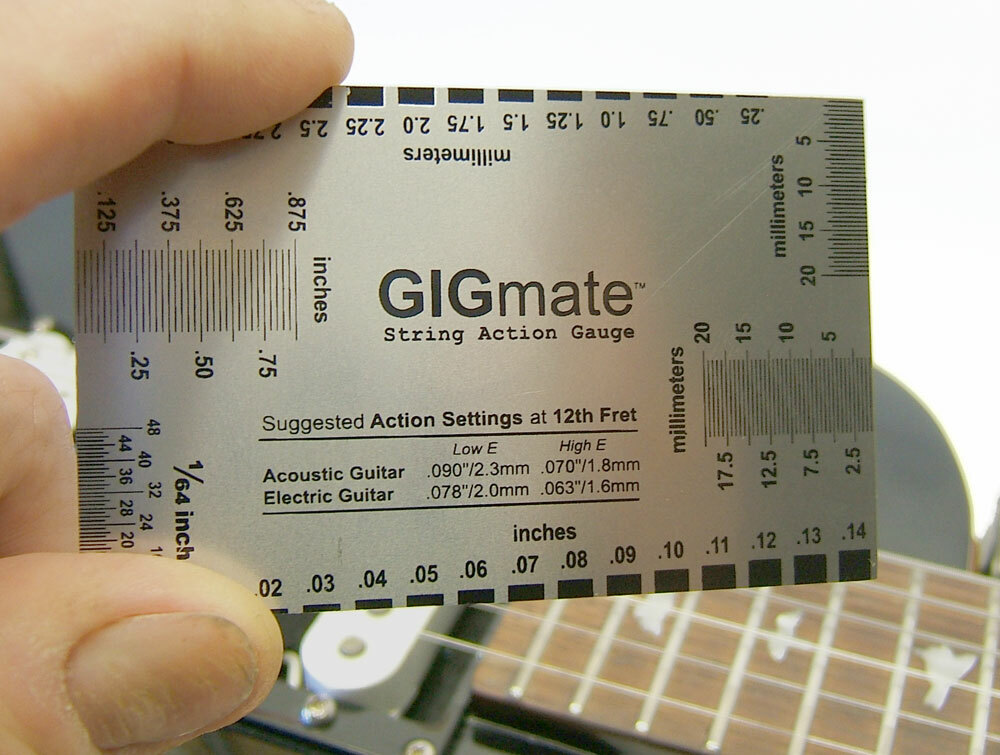 2.75 2.5 2.25 2.0 1.75 1.5 1.25 1.0 .75 .50 .25
millimeters
5 10 15 20
millimeters
.125 .375 .625 .875
inches
.25 .50 .75
GIGmate™
String Action Gauge
20 15 10 5
millimeters
17.5 12.5 7.5 2.5
Suggested Action Settings at 12th Fret
Low E High E
Acoustic Guitar .090"/2.3mm .070"/1.8mm
Electric Guitar .078"/2.0mm .063"/1.6mm
48 40 32 24
44 36 28 20
1/64 inch
inches
02 .03 .04 .05 .06 .07 .08 .09 .10 .11 .12 .13 .14